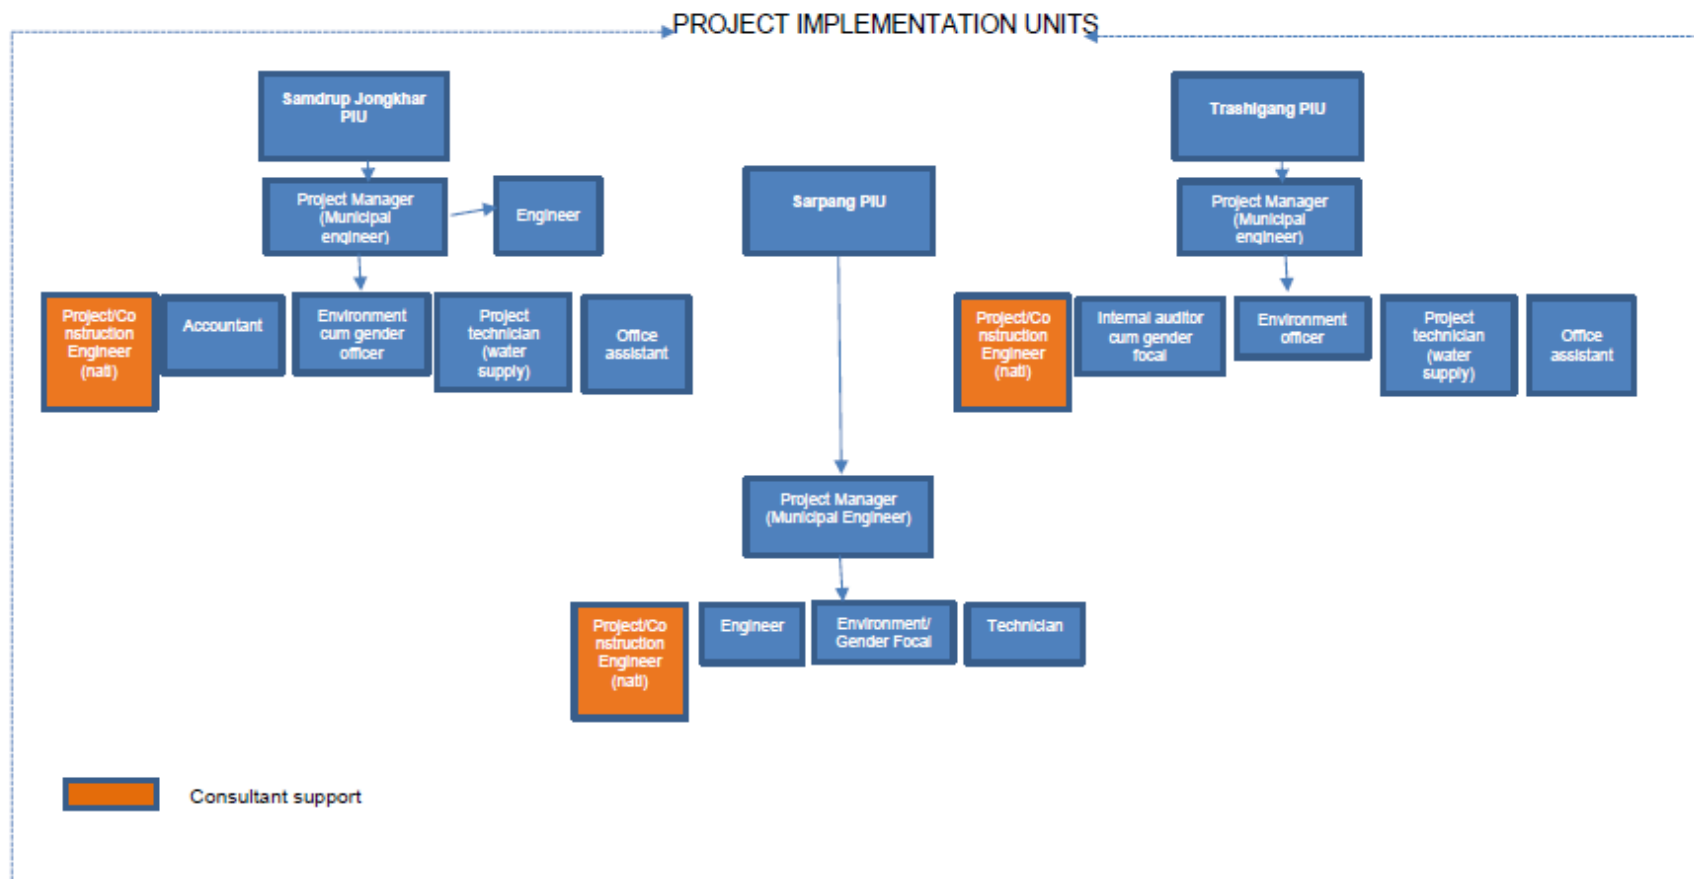 PROJECT IMPLEMENTATION UNITS
Samdrup Jongkhar
PIU
Project Manager
(Municipal
engineer)
Engineer
Project/Co
nstruction
Engineer
(natl)
Accountant
Environment
cum gender
officer
Project
technician
(water
supply)
Office
assistant
Sarpang PIU
Project Manager
(Municipal Engineer)
Project/Co
nstruction
Engineer
(natl)
Engineer
Environment/
Gender Focal
Technician
Trashigang PIU
Project Manager
(Municipal
engineer)
Project/Co
nstruction
Engineer
(natl)
Internal auditor
cum gender
focal
Environment
officer
Project
technician
(water
supply)
Office
assistant
Consultant support